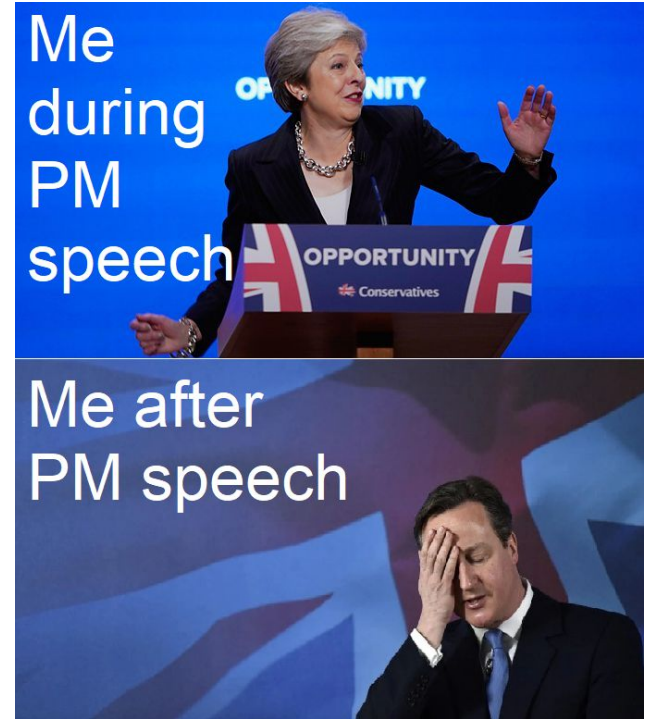 Me
during
PM
speech
OP NITY
OPPORTUNITY
Conservatives
Me after
PM speech